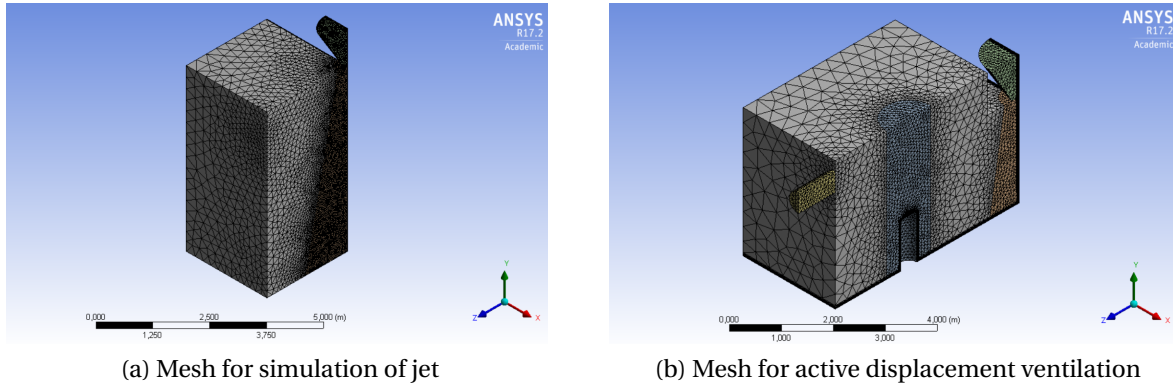 ANSYS
R17.2
Academic
Y
Z
X
0,000
2,500
5,000 (m)
1,250
3,750
(a) Mesh for simulation of jet
ANSYS
R17.2
Academic
Y
Z
X
0,000
2,000
4,000 (m)
1,000
3,000
(b) Mesh for active displacement ventilation